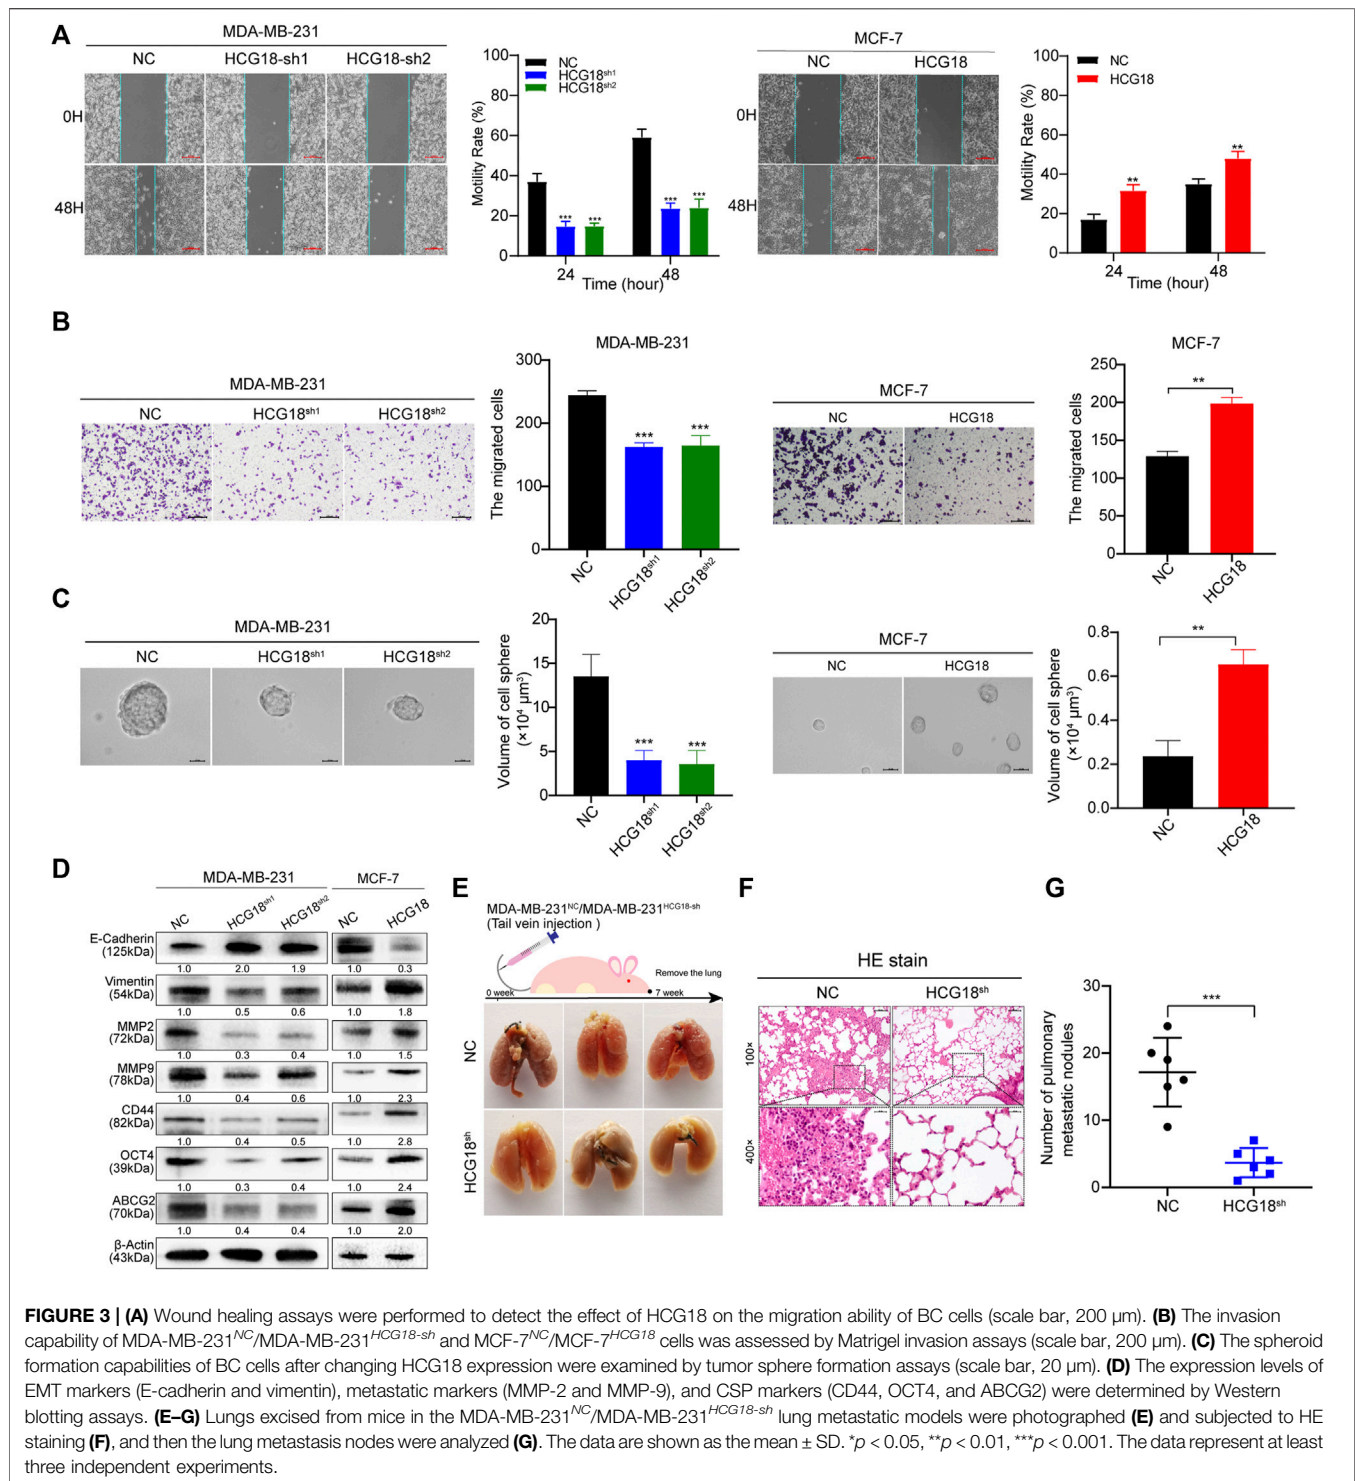 A
MDA-MB-231
NC HCG18-sh1 HCG18-sh2
0H
48H
Motility Rate (%)
100
80
60
40
20
0
NC
HCG18sh1
HCG18sh2
*** ***
*** ***
24 48
Time (hour)
MCF-7
NC HCG18
0H
48H
Motility Rate (%)
100
80
60
40
20
0
NC
HCG18
**
**
24 48
Time (hour)
B
MDA-MB-231
NC HCG18sh1 HCG18sh2
MDA-MB-231
The migrated cells
300
200
100
0
*** ***
NC HCG18sh1 HCG18sh2
MCF-7
NC HCG18
MCF-7
The migrated cells
250
200
150
100
50
0
**
NC HCG18
C
MDA-MB-231
NC HCG18sh1 HCG18sh2
Volume of cell sphere
(×10⁴ µm³)
20
15
10
5
0
*** ***
NC HCG18sh1 HCG18sh2
MCF-7
NC HCG18
Volume of cell sphere
(×10⁴ µm³)
0.8
0.6
0.4
0.2
0.0
**
NC HCG18
D
MDA-MB-231 MCF-7
NC HCG18sh1 HCG18sh2 NC HCG18
E-Cadherin
(125kDa)
1.0 2.0 1.9 1.0 0.3
Vimentin
(54kDa)
1.0 0.5 0.6 1.0 1.8
MMP2
(72kDa)
1.0 0.3 0.4 1.0 1.5
MMP9
(78kDa)
1.0 0.4 0.6 1.0 2.3
CD44
(82kDa)
1.0 0.4 0.5 1.0 2.8
OCT4
(39kDa)
1.0 0.3 0.4 1.0 2.4
ABCG2
(70kDa)
1.0 0.4 0.4 1.0 2.0
β-Actin
(43kDa)
E
MDA-MB-231NC/MDA-MB-231HCG18-sh
(Tail vein injection )
Remove the lung
0 week 7 week
NC
HCG18sh
F
HE stain
NC HCG18sh
100×
400×
G
Number of pulmonary
metastatic nodules
30
20
10
0
***
NC HCG18sh
FIGURE 3 | (A) Wound healing assays were performed to detect the effect of HCG18 on the migration ability of BC cells (scale bar, 200 µm). (B) The invasion
capability of MDA-MB-231NC/MDA-MB-231HCG18-sh and MCF-7NC/MCF-7HCG18 cells was assessed by Matrigel invasion assays (scale bar, 200 µm). (C) The spheroid
formation capabilities of BC cells after changing HCG18 expression were examined by tumor sphere formation assays (scale bar, 20 µm). (D) The expression levels of
EMT markers (E-cadherin and vimentin), metastatic markers (MMP-2 and MMP-9), and CSP markers (CD44, OCT4, and ABCG2) were determined by Western
blotting assays. (E–G) Lungs excised from mice in the MDA-MB-231NC/MDA-MB-231HCG18-sh lung metastatic models were photographed (E) and subjected to HE
staining (F), and then the lung metastasis nodes were analyzed (G). The data are shown as the mean ± SD. *p < 0.05, **p < 0.01, ***p < 0.001. The data represent at least
three independent experiments.